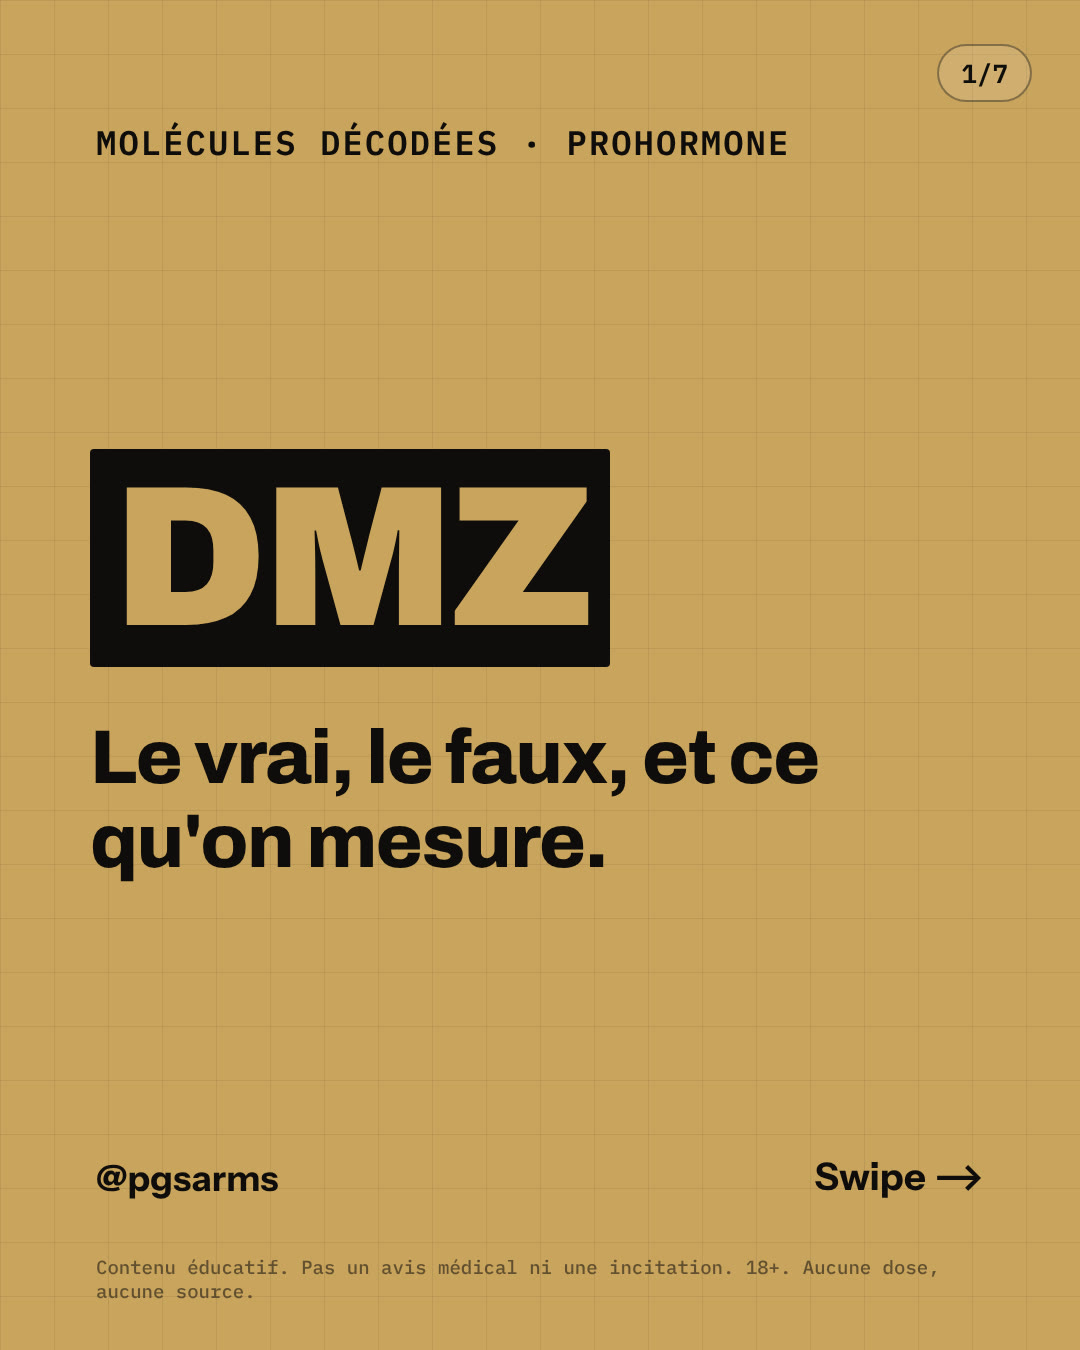 1/7
MOLÉCULES DÉCODÉES · PROHORMONE
DMZ
Le vrai, le faux, et ce
qu'on mesure.
@pgsarms
Swipe →
Contenu éducatif. Pas un avis médical ni une incitation. 18+. Aucune dose,
aucune source.